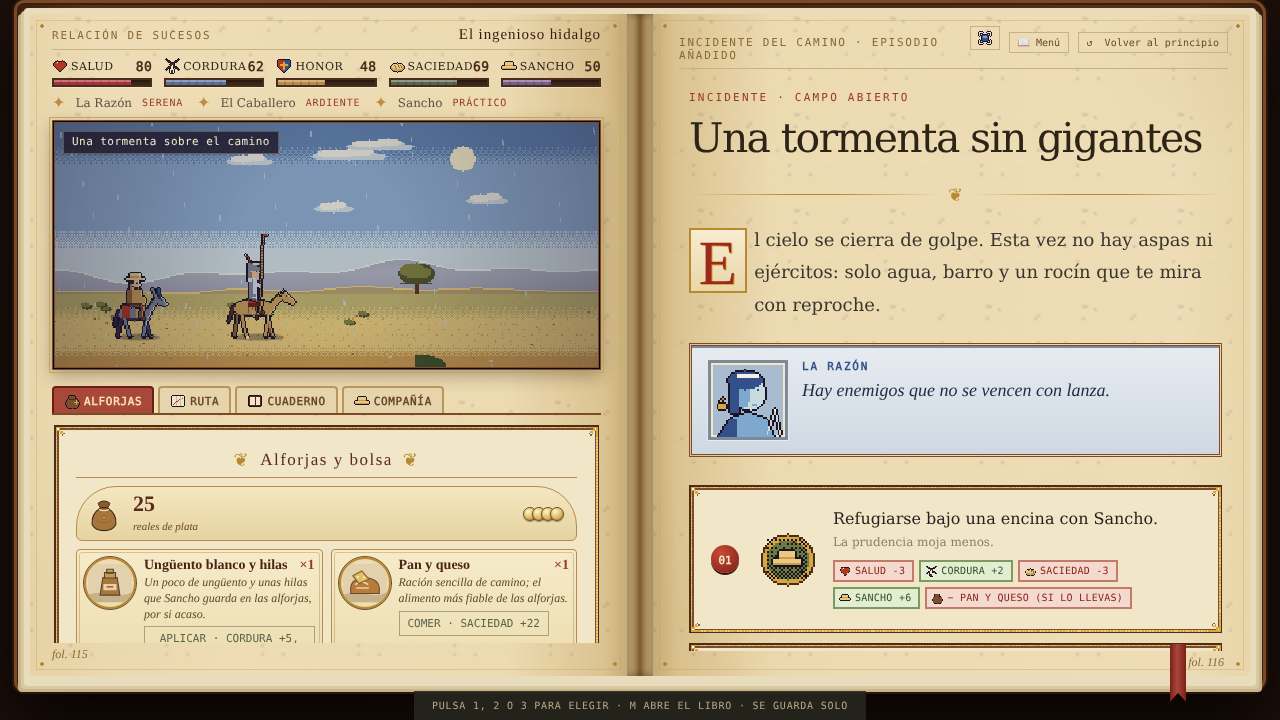 RELACIÓN DE SUCESOS
El ingenioso hidalgo
SALUD 80
CORDURA 62
HONOR 48
SACIEDAD 69
SANCHO 50
La Razón SERENA
El Caballero ARDIENTE
Sancho PRÁCTICO
Una tormenta sobre el camino
ALFORJAS
RUTA
CUADERNO
COMPAÑÍA
Alforjas y bolsa
25
reales de plata
Ungüento blanco y hilas ×1
Un poco de ungüento y unas hilas
que Sancho guarda en las alforjas,
por si acaso.
APLICAR · CORDURA +5,
Pan y queso ×1
Ración sencilla de camino; el
alimento más fiable de las alforjas.
COMER · SACIEDAD +22
fol. 115
INCIDENTE DEL CAMINO · EPISODIO
AÑADIDO
Menú
↺ Volver al principio
INCIDENTE · CAMPO ABIERTO
Una tormenta sin gigantes
El cielo se cierra de golpe. Esta vez no hay aspas ni
ejércitos: solo agua, barro y un rocín que te mira
con reproche.
LA RAZÓN
Hay enemigos que no se vencen con lanza.
01
Refugiarse bajo una encina con Sancho.
La prudencia moja menos.
SALUD -3
CORDURA +2
SACIEDAD -3
SANCHO +6
− PAN Y QUESO (SI LO LLEVAS)
fol. 116
PULSA 1, 2 O 3 PARA ELEGIR · M ABRE EL LIBRO · SE GUARDA SOLO